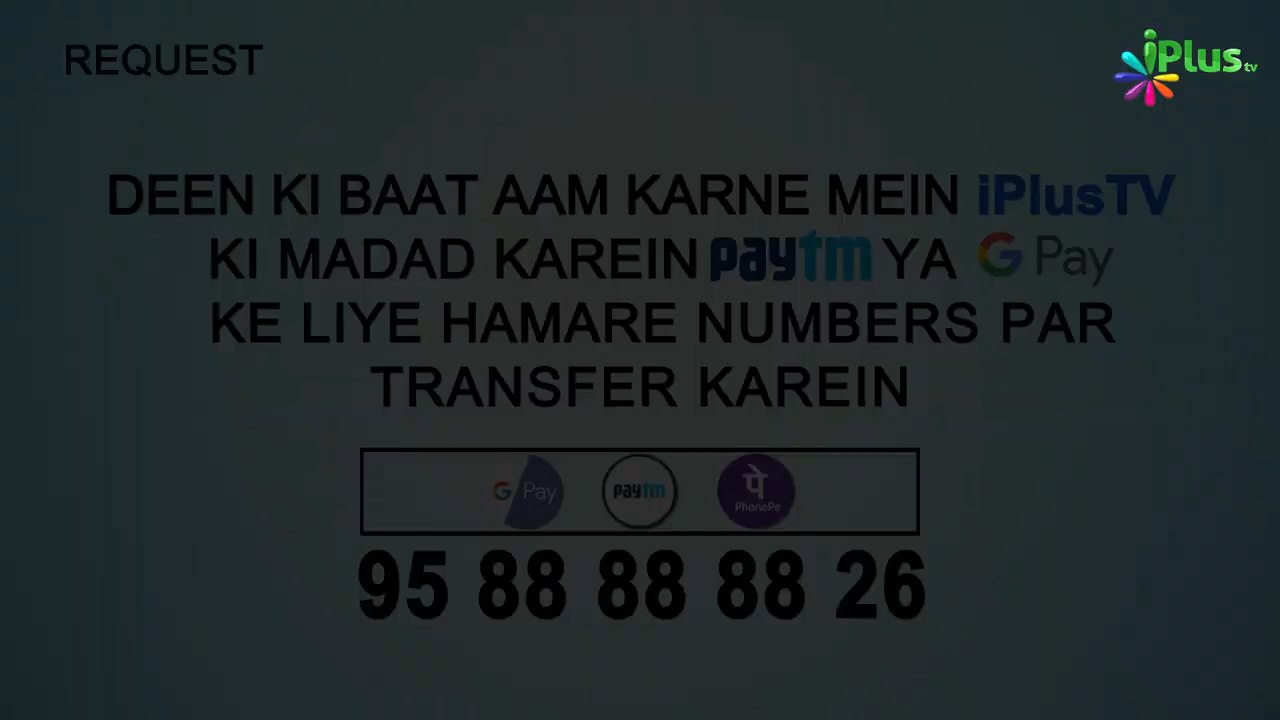 REQUEST
iPlus tv
DEEN KI BAAT AAM KARNE MEIN iPlusTV
KI MADAD KAREIN paytm YA G Pay
KE LIYE HAMARE NUMBERS PAR
TRANSFER KAREIN
G Pay paytm पे PhonePe
95 88 88 88 26